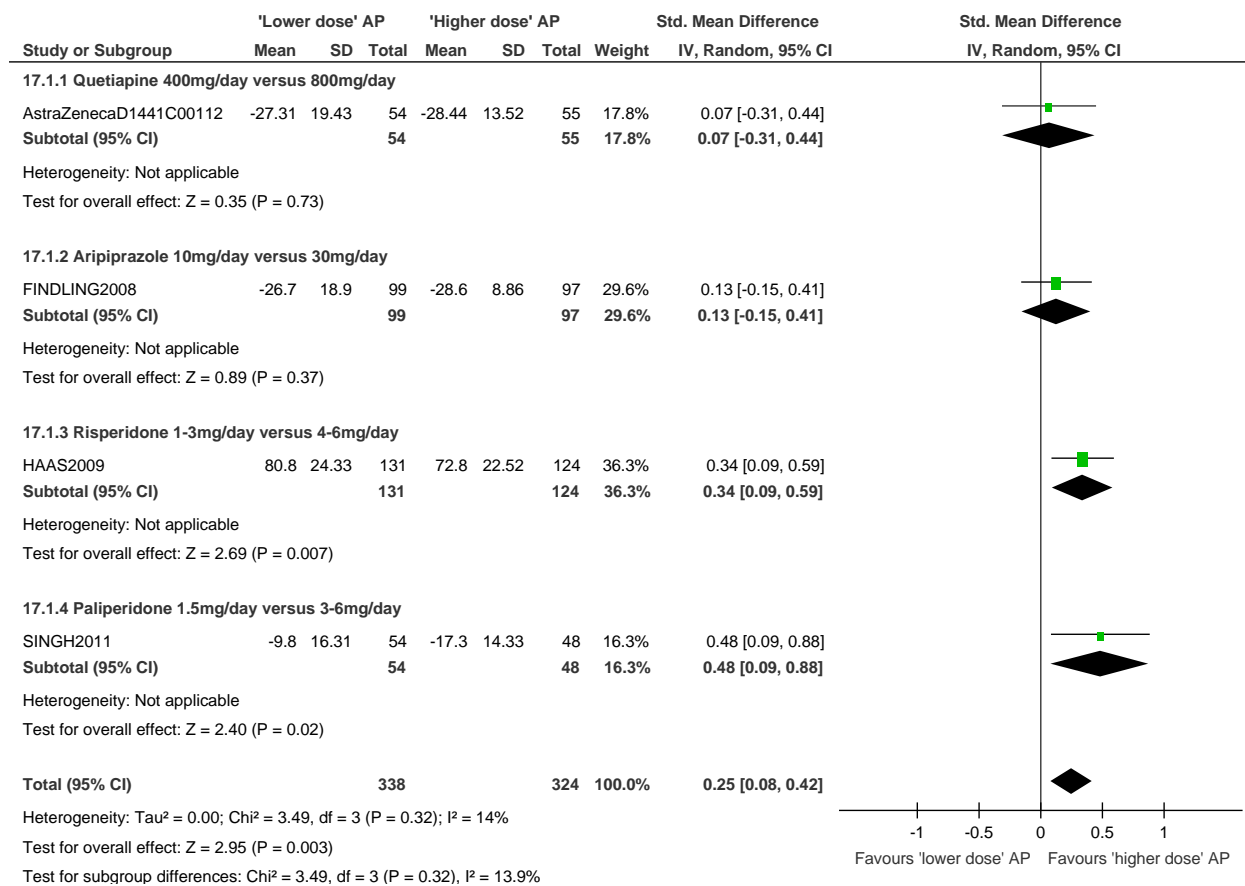 'Lower dose' AP 'Higher dose' AP Std. Mean Difference Std. Mean Difference
Study or Subgroup Mean SD Total Mean SD Total Weight IV, Random, 95% CI IV, Random, 95% CI
17.1.1 Quetiapine 400mg/day versus 800mg/day
AstraZenecaD1441C00112 -27.31 19.43 54 -28.44 13.52 55 17.8% 0.07 [-0.31, 0.44]
Subtotal (95% CI) 54 55 17.8% 0.07 [-0.31, 0.44]
Heterogeneity: Not applicable
Test for overall effect: Z = 0.35 (P = 0.73)
17.1.2 Aripiprazole 10mg/day versus 30mg/day
FINDLING2008 -26.7 18.9 99 -28.6 8.86 97 29.6% 0.13 [-0.15, 0.41]
Subtotal (95% CI) 99 97 29.6% 0.13 [-0.15, 0.41]
Heterogeneity: Not applicable
Test for overall effect: Z = 0.89 (P = 0.37)
17.1.3 Risperidone 1-3mg/day versus 4-6mg/day
HAAS2009 80.8 24.33 131 72.8 22.52 124 36.3% 0.34 [0.09, 0.59]
Subtotal (95% CI) 131 124 36.3% 0.34 [0.09, 0.59]
Heterogeneity: Not applicable
Test for overall effect: Z = 2.69 (P = 0.007)
17.1.4 Paliperidone 1.5mg/day versus 3-6mg/day
SINGH2011 -9.8 16.31 54 -17.3 14.33 48 16.3% 0.48 [0.09, 0.88]
Subtotal (95% CI) 54 48 16.3% 0.48 [0.09, 0.88]
Heterogeneity: Not applicable
Test for overall effect: Z = 2.40 (P = 0.02)
Total (95% CI) 338 324 100.0% 0.25 [0.08, 0.42]
Heterogeneity: Tau² = 0.00; Chi² = 3.49, df = 3 (P = 0.32); I² = 14%
Test for overall effect: Z = 2.95 (P = 0.003)
Test for subgroup differences: Chi² = 3.49, df = 3 (P = 0.32), I² = 13.9%
-1 -0.5 0 0.5 1
Favours 'lower dose' AP Favours 'higher dose' AP